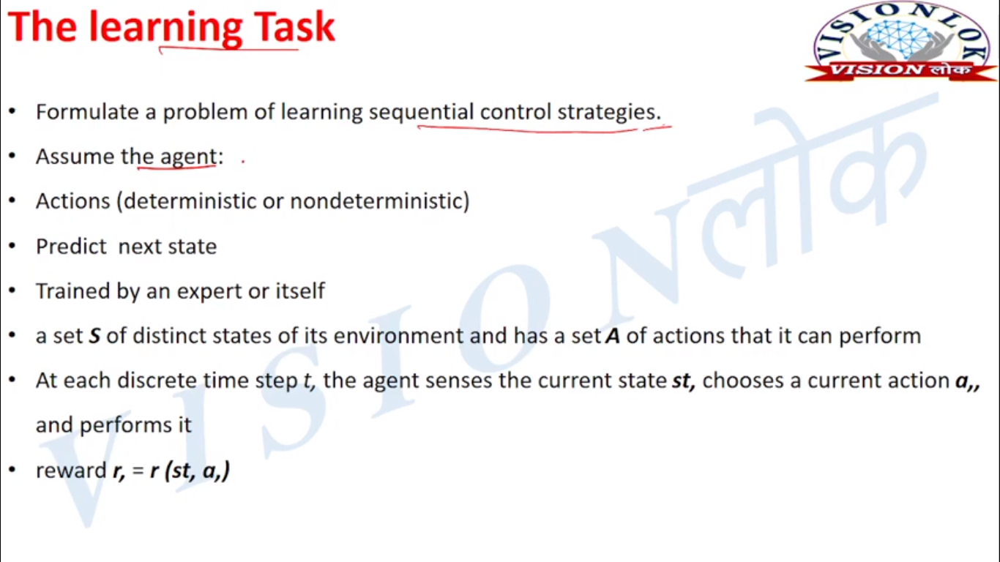 The learning Task
VISIONLOK
VISION लोक
• Formulate a problem of learning sequential control strategies.
• Assume the agent:
• Actions (deterministic or nondeterministic)
• Predict next state
• Trained by an expert or itself
• a set S of distinct states of its environment and has a set A of actions that it can perform
• At each discrete time step t, the agent senses the current state st, chooses a current action a,,
and performs it
• reward r, = r (st, a,)
VISIONलोक